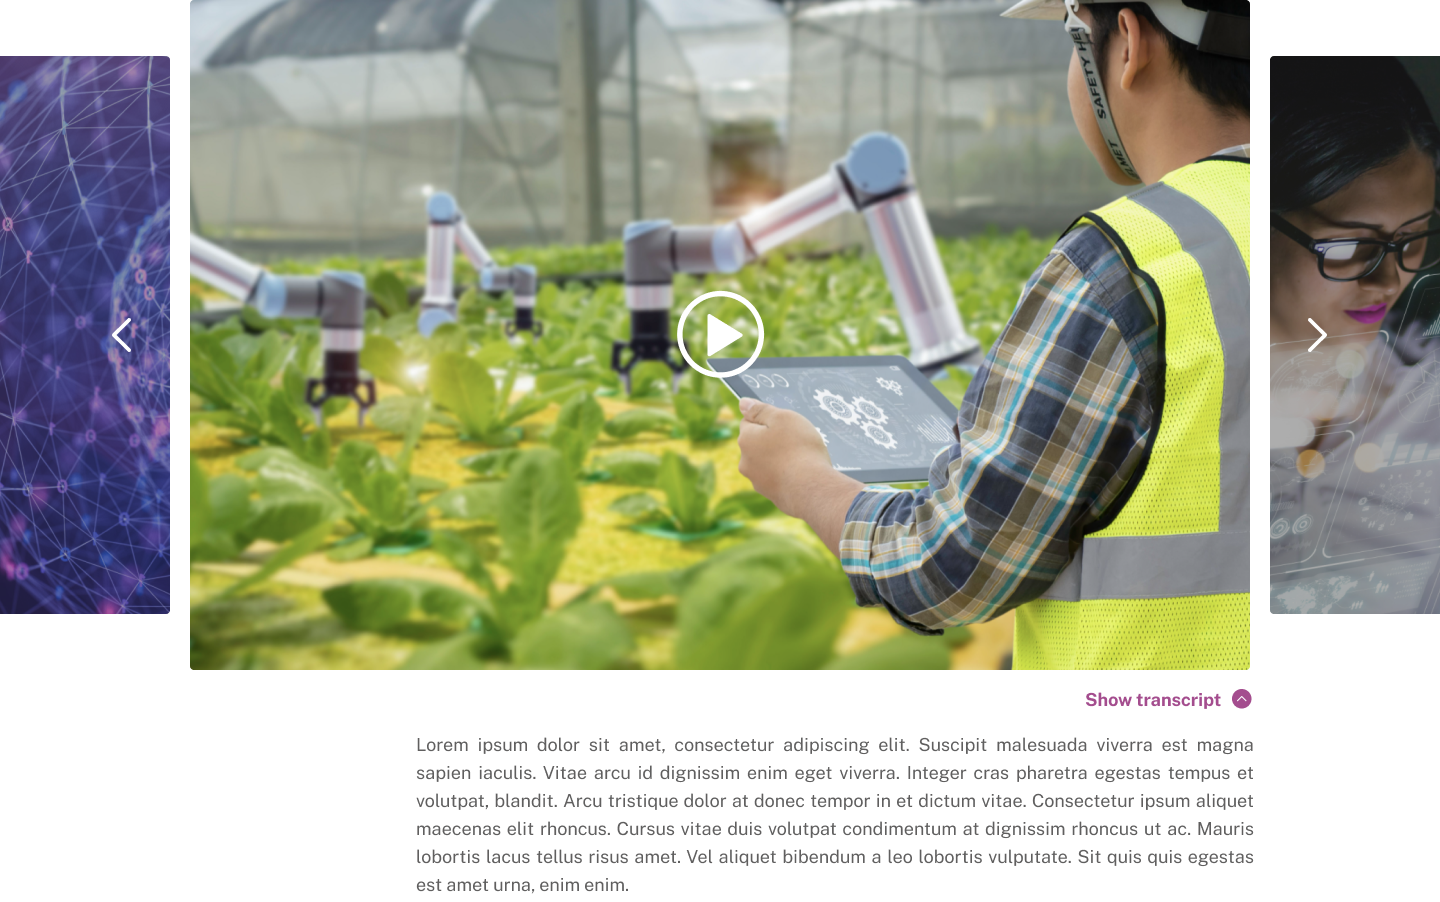 SAFETY HELMET
Show transcript
Lorem ipsum dolor sit amet, consectetur adipiscing elit. Suscipit malesuada viverra est magna
sapien iaculis. Vitae arcu id dignissim enim eget viverra. Integer cras pharetra egestas tempus et
volutpat, blandit. Arcu tristique dolor at donec tempor in et dictum vitae. Consectetur ipsum aliquet
maecenas elit rhoncus. Cursus vitae duis volutpat condimentum at dignissim rhoncus ut ac. Mauris
lobortis lacus tellus risus amet. Vel aliquet bibendum a leo lobortis vulputate. Sit quis quis egestas
est amet urna, enim enim.